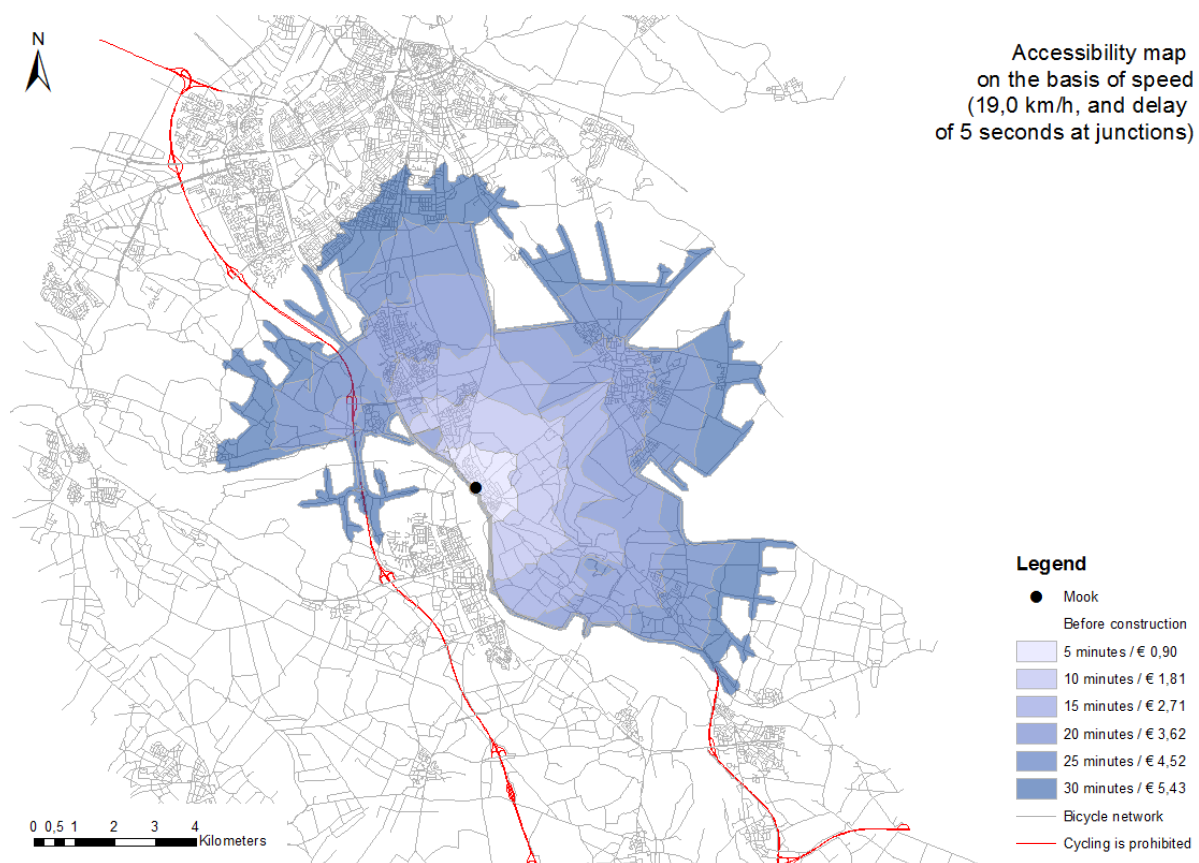 N
Accessibility map
on the basis of speed
(19,0 km/h, and delay
of 5 seconds at junctions)
Legend
Mook
Before construction
5 minutes / € 0,90
10 minutes / € 1,81
15 minutes / € 2,71
20 minutes / € 3,62
25 minutes / € 4,52
30 minutes / € 5,43
Bicycle network
Cycling is prohibited
0 0,5 1 2 3 4
Kilometers